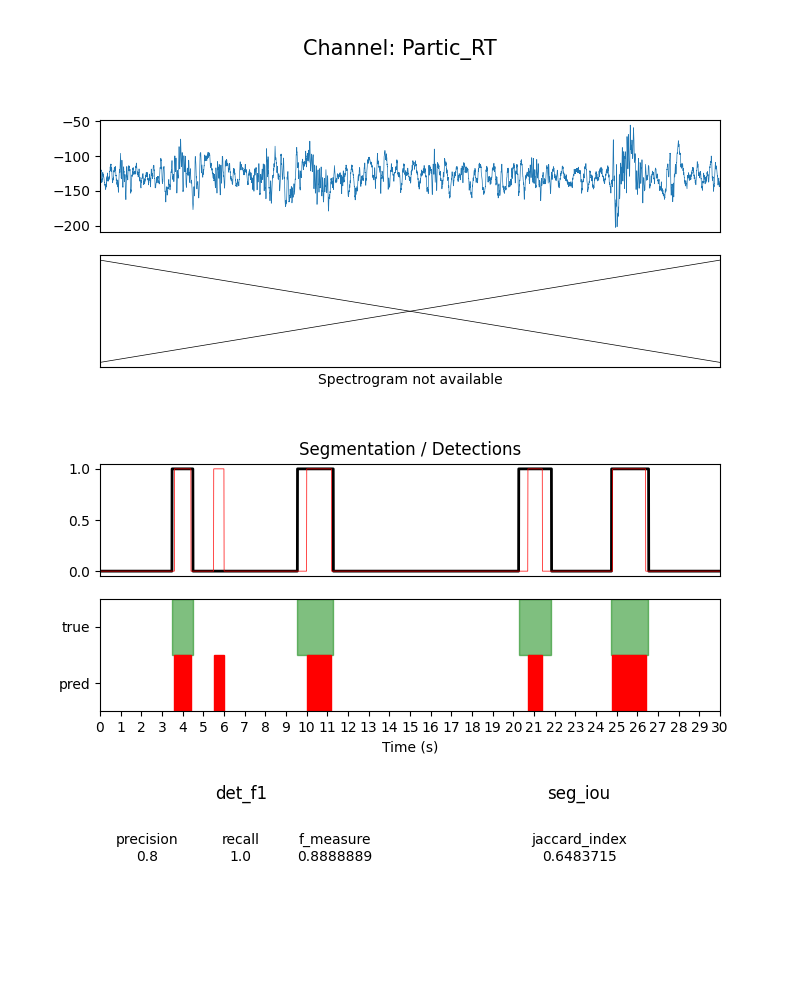 Channel: Partic_RT
−50
−100
−150
−200
Spectrogram not available
Segmentation / Detections
1.0
0.5
0.0
true
pred
0 1 2 3 4 5 6 7 8 9 10 11 12 13 14 15 16 17 18 19 20 21 22 23 24 25 26 27 28 29 30
Time (s)
det_f1 seg_iou
precision recall f_measure jaccard_index
0.8 1.0 0.8888889 0.6483715